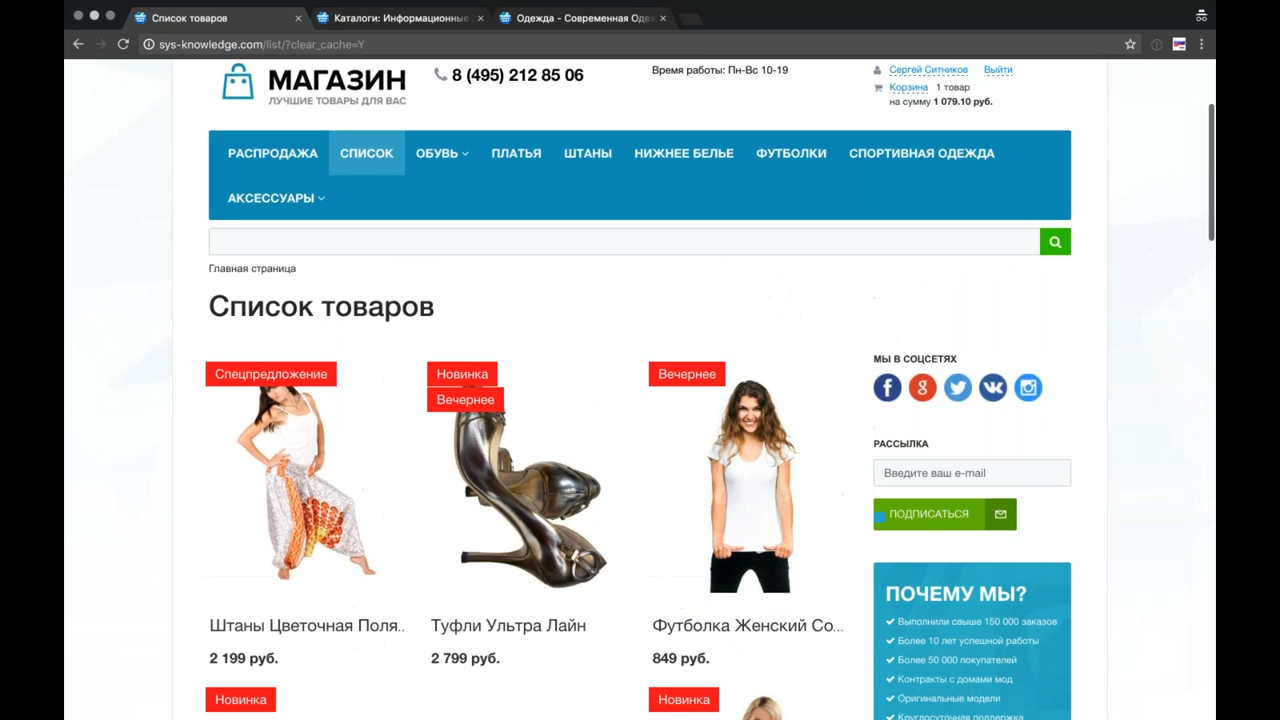 Список товаров
Каталоги: Информационные
Одежда - Современная Оде
sys-knowledge.com/list/?clear_cache=Y
МАГАЗИН
ЛУЧШИЕ ТОВАРЫ ДЛЯ ВАС
8 (495) 212 85 06
Время работы: Пн-Вс 10-19
Сергей Ситников Выйти
Корзина 1 товар
на сумму 1 079.10 руб.
РАСПРОДАЖА СПИСОК ОБУВЬ ПЛАТЬЯ ШТАНЫ НИЖНЕЕ БЕЛЬЕ ФУТБОЛКИ СПОРТИВНАЯ ОДЕЖДА
АКСЕССУАРЫ
Главная страница
Список товаров
Спецпредложение
Новинка
Вечернее
Вечернее
Штаны Цветочная Поля..
Туфли Ультра Лайн
Футболка Женский Со...
2 199 руб.
2 799 руб.
849 руб.
Новинка
Новинка
МЫ В СОЦСЕТЯХ
РАССЫЛКА
Введите ваш e-mail
ПОДПИСАТЬСЯ
ПОЧЕМУ МЫ?
Выполнили свыше 150 000 заказов
Более 10 лет успешной работы
Более 50 000 покупателей
Контракты с домами мод
Оригинальные модели
Круглосуточная поддержка